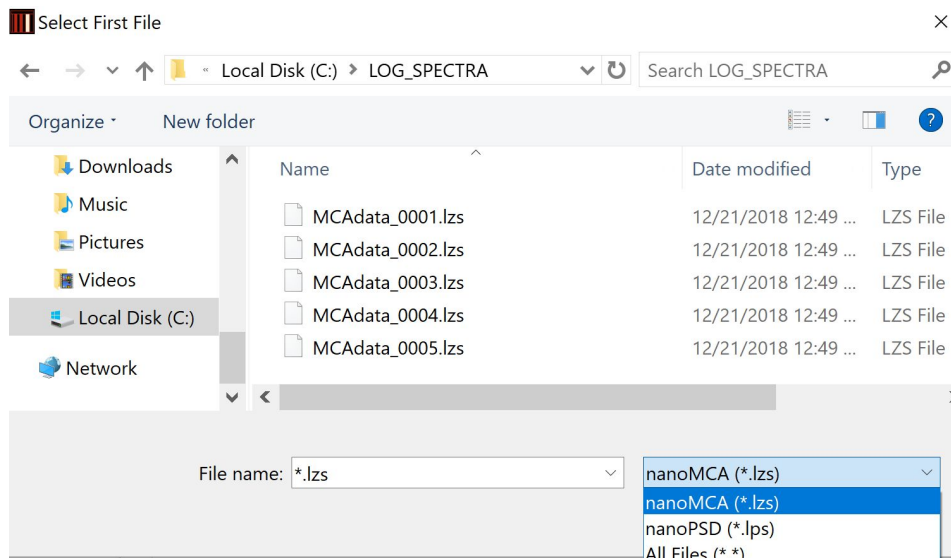 Select First File
« Local Disk (C:) > LOG_SPECTRA
Search LOG_SPECTRA
Organize
New folder
?
Downloads
Music
Pictures
Videos
Local Disk (C:)
Network
Name Date modified Type
MCAdata_0001.lzs 12/21/2018 12:49 ... LZS File
MCAdata_0002.lzs 12/21/2018 12:49 ... LZS File
MCAdata_0003.lzs 12/21/2018 12:49 ... LZS File
MCAdata_0004.lzs 12/21/2018 12:49 ... LZS File
MCAdata_0005.lzs 12/21/2018 12:49 ... LZS File
File name: *.lzs
nanoMCA (*.lzs)
nanoMCA (*.lzs)
nanoPSD (*.lps)
All Files (*.*)